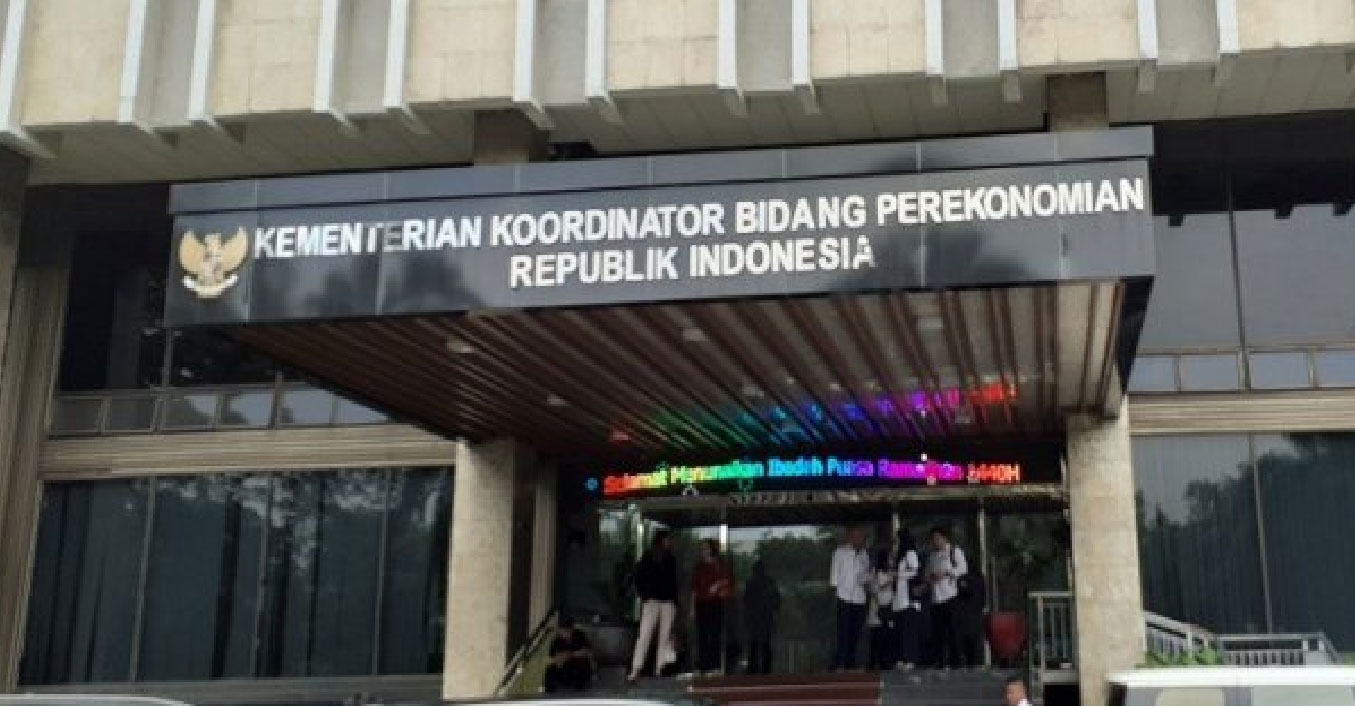 KEMENTERIAN KOORDINATOR BIDANG PEREKONOMIAN
REPUBLIK INDONESIA
Selamat Menunaikan Ibadah Puasa Ramadhan 1440H